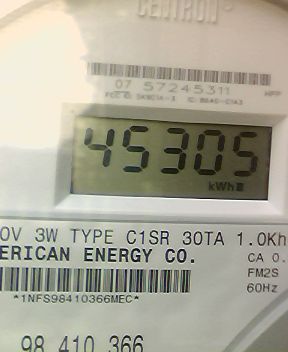 CENTRON®
07 57245311
45305
kWh
0V 3W TYPE C1SR 30TA 1.0Kh
ERICAN ENERGY CO.
CA 0.
FM2S
*1NFS98410366MEC*
60Hz
98 410 366